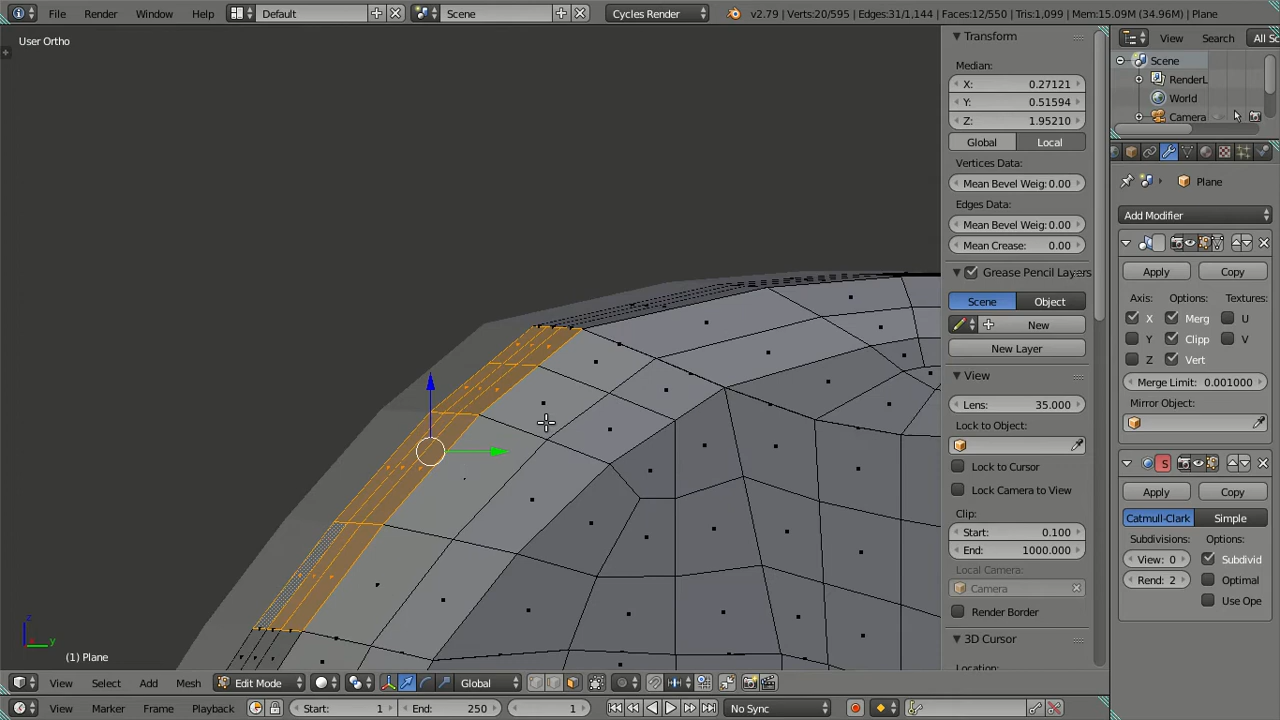 File Render Window Help Default Scene Cycles Render v2.79 | Verts:20/595 | Edges:31/1,144 | Faces:12/550 | Tris:1,099 | Mem:15.09M (34.96M) | Plane
User Ortho
(1) Plane
z
y
Transform
Median:
X: 0.27121
Y: 0.51594
Z: 1.95210
Global Local
Vertices Data:
Mean Bevel Weig: 0.00
Edges Data:
Mean Bevel Weig: 0.00
Mean Crease: 0.00
Grease Pencil Layers
Scene Object
New
New Layer
View
Lens: 35.000
Lock to Object:
Lock to Cursor
Lock Camera to View
Clip:
Start: 0.100
End: 1000.000
Local Camera:
Camera
Render Border
3D Cursor
Location:
View Search All Sc
Scene
RenderL
World
Camera
Plane
Add Modifier
Apply Copy
Axis: Options: Textures:
X Merg U
Y Clipp V
Z Vert
Merge Limit: 0.001000
Mirror Object:
S
Apply Copy
Catmull-Clark Simple
Subdivisions: Options:
View: 0 Subdivid
Rend: 2 Optimal
Use Ope
View Select Add Mesh Edit Mode Global
View Marker Frame Playback Start: 1 End: 250 1 No Sync